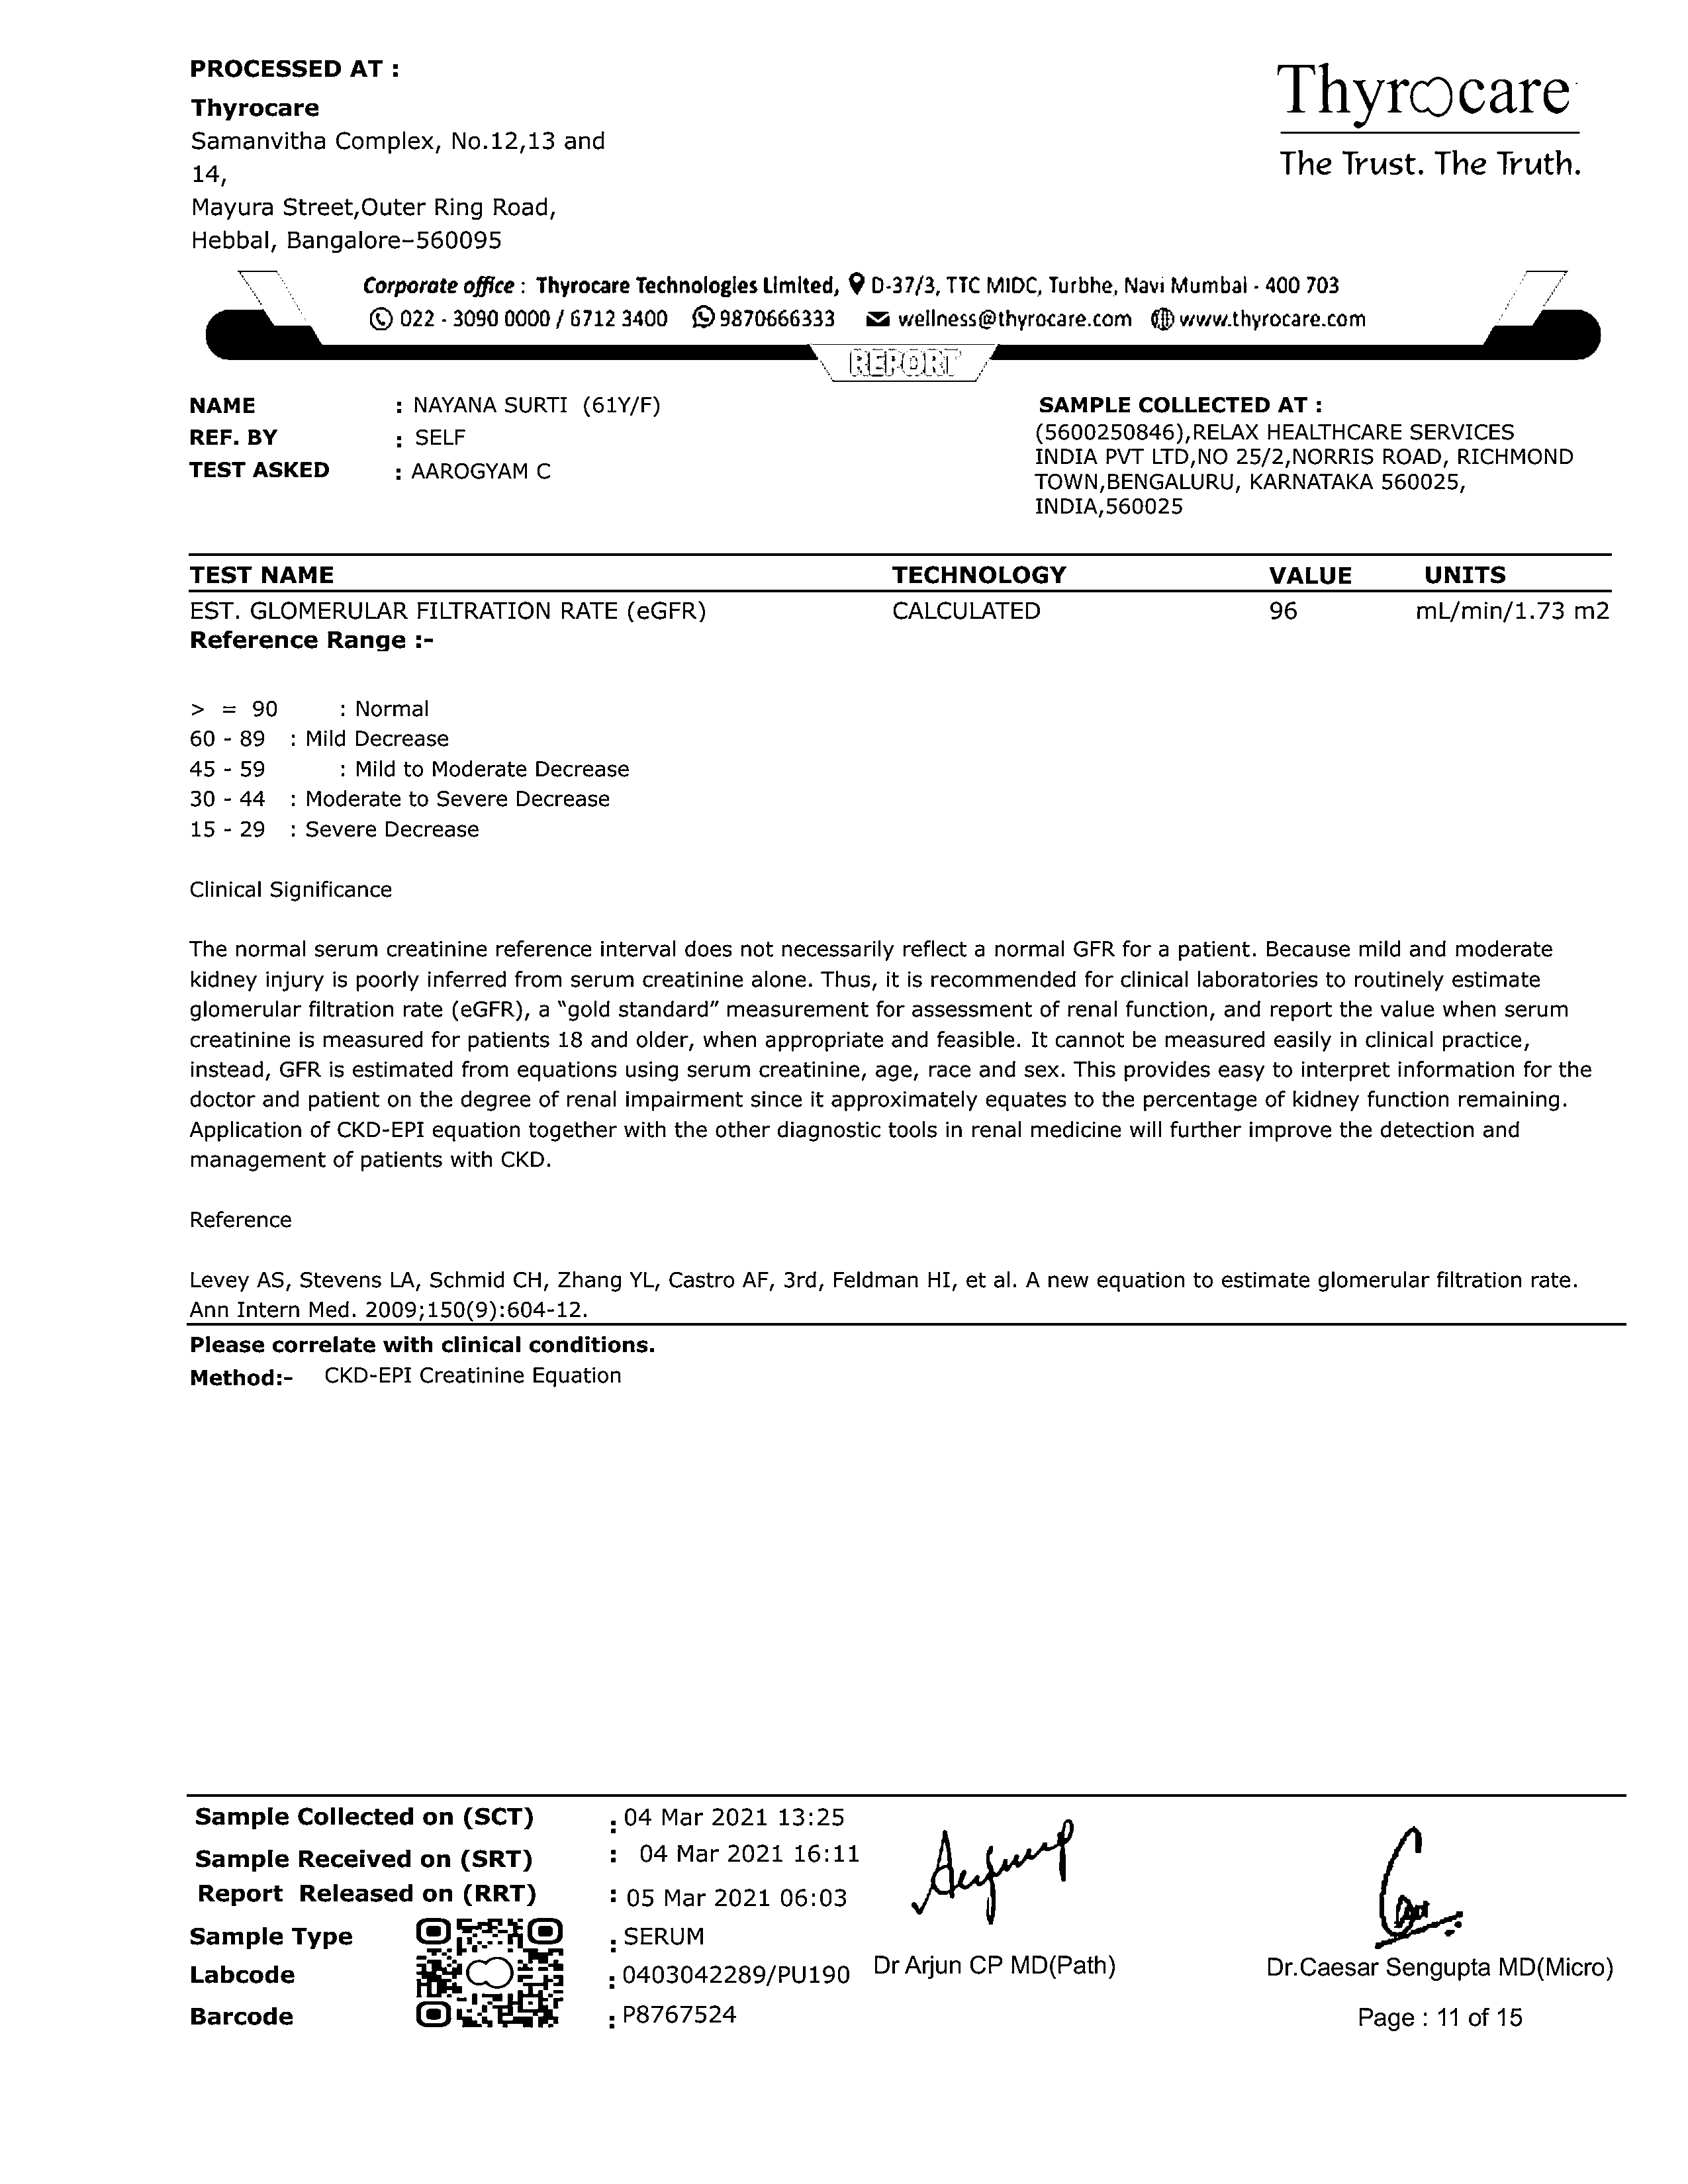 PROCESSED AT :
Thyrocare
Samanvitha Complex, No.12,13 and
14,
Mayura Street,Outer Ring Road,
Hebbal, Bangalore-560095
Thyrocare
The Trust. The Truth.
Corporate office : Thyrocare Technologies Limited, D-37/3, TTC MIDC, Turbhe, Navi Mumbai - 400 703
022 - 3090 0000 / 6712 3400 9870666333 wellness@thyrocare.com www.thyrocare.com
REPORT
NAME : NAYANA SURTI (61Y/F)
REF. BY : SELF
TEST ASKED : AAROGYAM C
SAMPLE COLLECTED AT :
(5600250846),RELAX HEALTHCARE SERVICES
INDIA PVT LTD,NO 25/2,NORRIS ROAD, RICHMOND
TOWN,BENGALURU, KARNATAKA 560025,
INDIA,560025
TEST NAME TECHNOLOGY VALUE UNITS
EST. GLOMERULAR FILTRATION RATE (eGFR) CALCULATED 96 mL/min/1.73 m2
Reference Range :-
> = 90 : Normal
60 - 89 : Mild Decrease
45 - 59 : Mild to Moderate Decrease
30 - 44 : Moderate to Severe Decrease
15 - 29 : Severe Decrease
Clinical Significance
The normal serum creatinine reference interval does not necessarily reflect a normal GFR for a patient. Because mild and moderate
kidney injury is poorly inferred from serum creatinine alone. Thus, it is recommended for clinical laboratories to routinely estimate
glomerular filtration rate (eGFR), a “gold standard” measurement for assessment of renal function, and report the value when serum
creatinine is measured for patients 18 and older, when appropriate and feasible. It cannot be measured easily in clinical practice,
instead, GFR is estimated from equations using serum creatinine, age, race and sex. This provides easy to interpret information for the
doctor and patient on the degree of renal impairment since it approximately equates to the percentage of kidney function remaining.
Application of CKD-EPI equation together with the other diagnostic tools in renal medicine will further improve the detection and
management of patients with CKD.
Reference
Levey AS, Stevens LA, Schmid CH, Zhang YL, Castro AF, 3rd, Feldman HI, et al. A new equation to estimate glomerular filtration rate.
Ann Intern Med. 2009;150(9):604-12.
Please correlate with clinical conditions.
Method:- CKD-EPI Creatinine Equation
Sample Collected on (SCT) : 04 Mar 2021 13:25
Sample Received on (SRT) : 04 Mar 2021 16:11
Report Released on (RRT) : 05 Mar 2021 06:03
Sample Type : SERUM
Labcode : 0403042289/PU190
Barcode : P8767524
Dr Arjun CP MD(Path)
Dr.Caesar Sengupta MD(Micro)
Page : 11 of 15